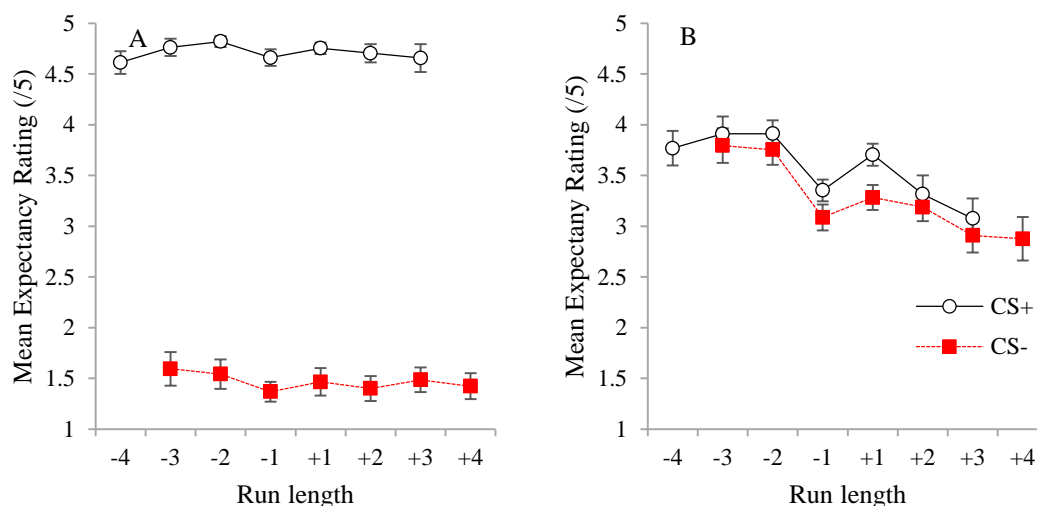 A
Mean Expectancy Rating (/5)
5
4.5
4
3.5
3
2.5
2
1.5
1
-4 -3 -2 -1 +1 +2 +3 +4
Run length
B
Mean Expectany Rating (/5)
5
4.5
4
3.5
3
2.5
2
1.5
1
CS+
CS-
-4 -3 -2 -1 +1 +2 +3 +4
Run length